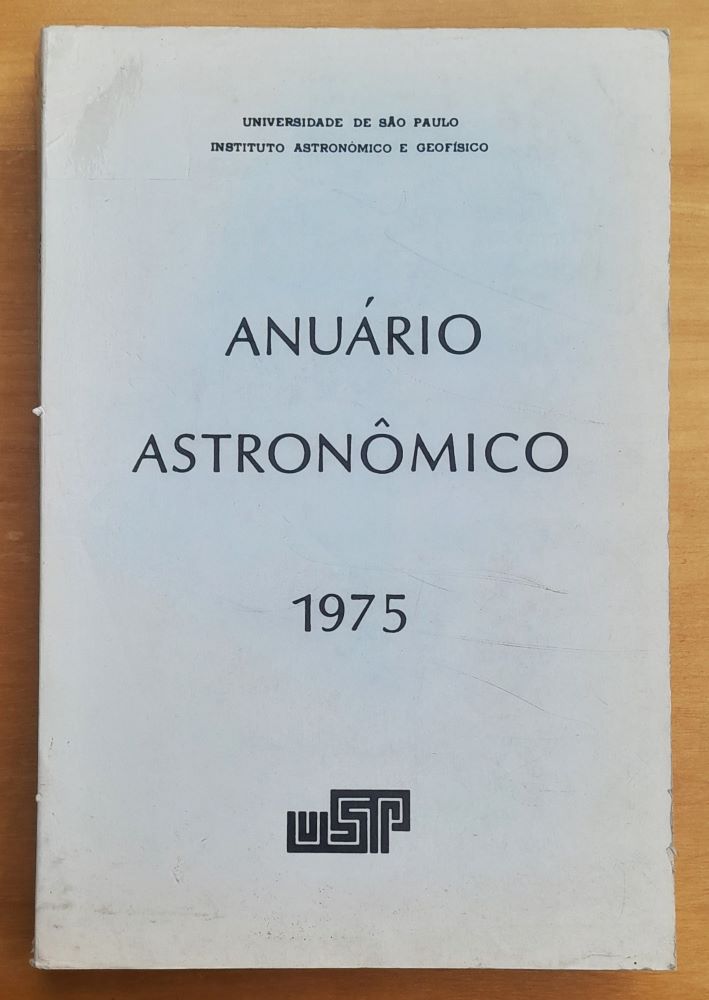 UNIVERSIDADE DE SÃO PAULO
INSTITUTO ASTRONÔMICO E GEOFÍSICO
ANUÁRIO
ASTRONÔMICO
1975
USP